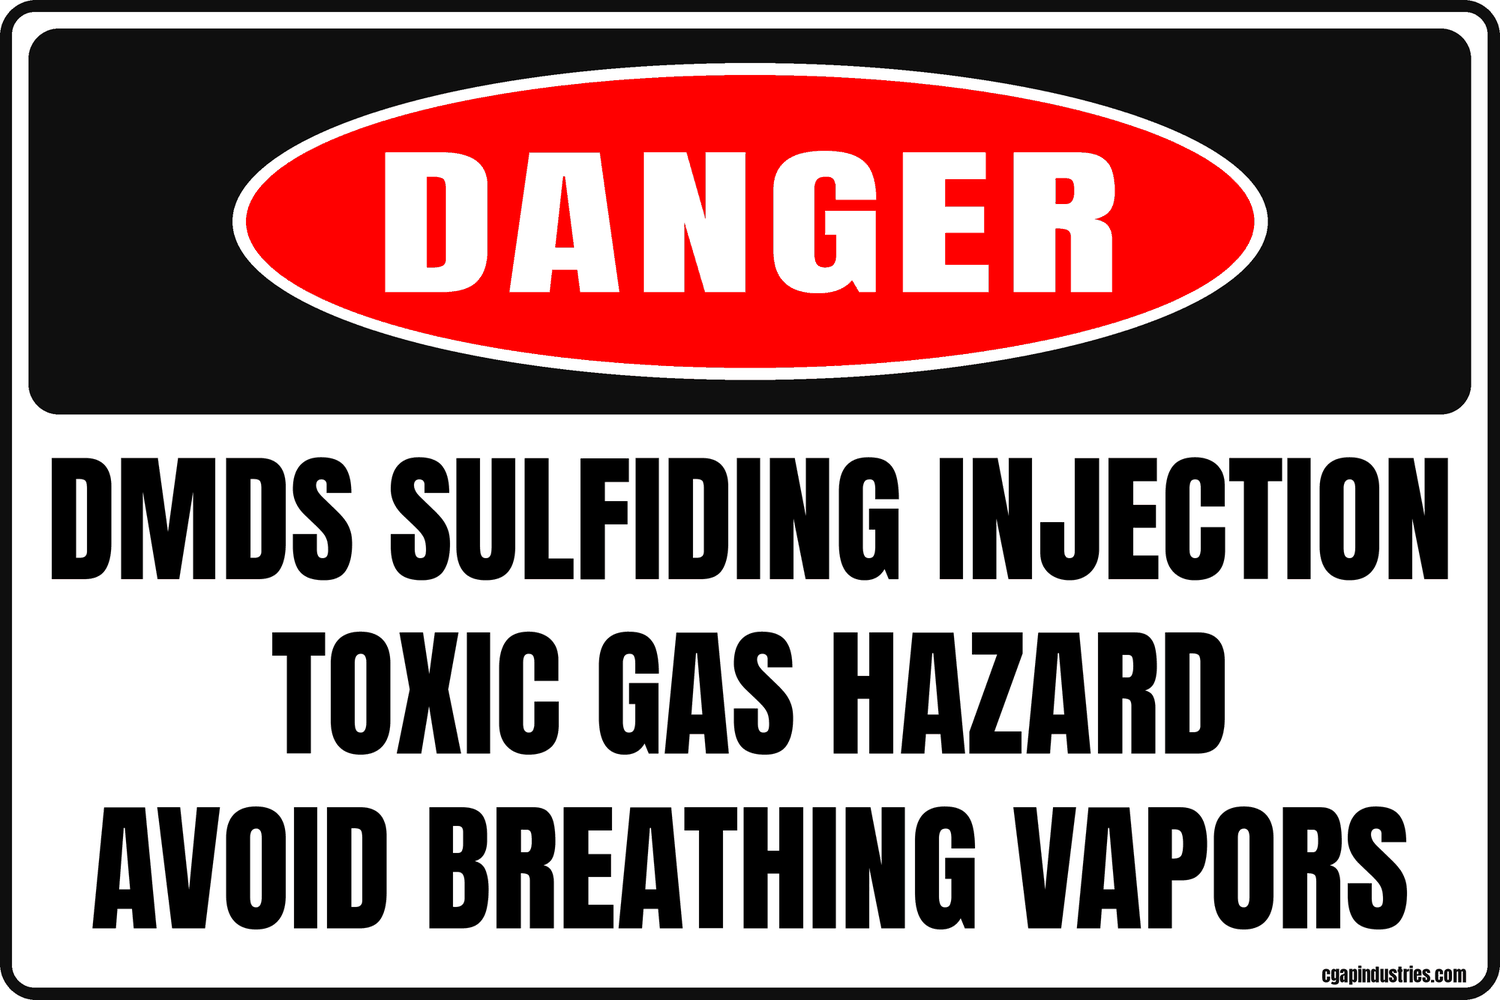 DANGER
DMDS SULFIDING INJECTION
TOXIC GAS HAZARD
AVOID BREATHING VAPORS
cgapindustries.com